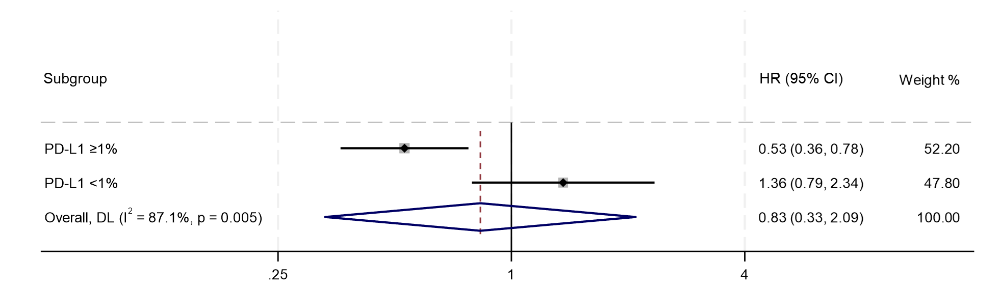 Subgroup HR (95% CI) Weight %
PD-L1 ≥1% 0.53 (0.36, 0.78) 52.20
PD-L1 <1% 1.36 (0.79, 2.34) 47.80
Overall, DL (I² = 87.1%, p = 0.005) 0.83 (0.33, 2.09) 100.00
.25 1 4